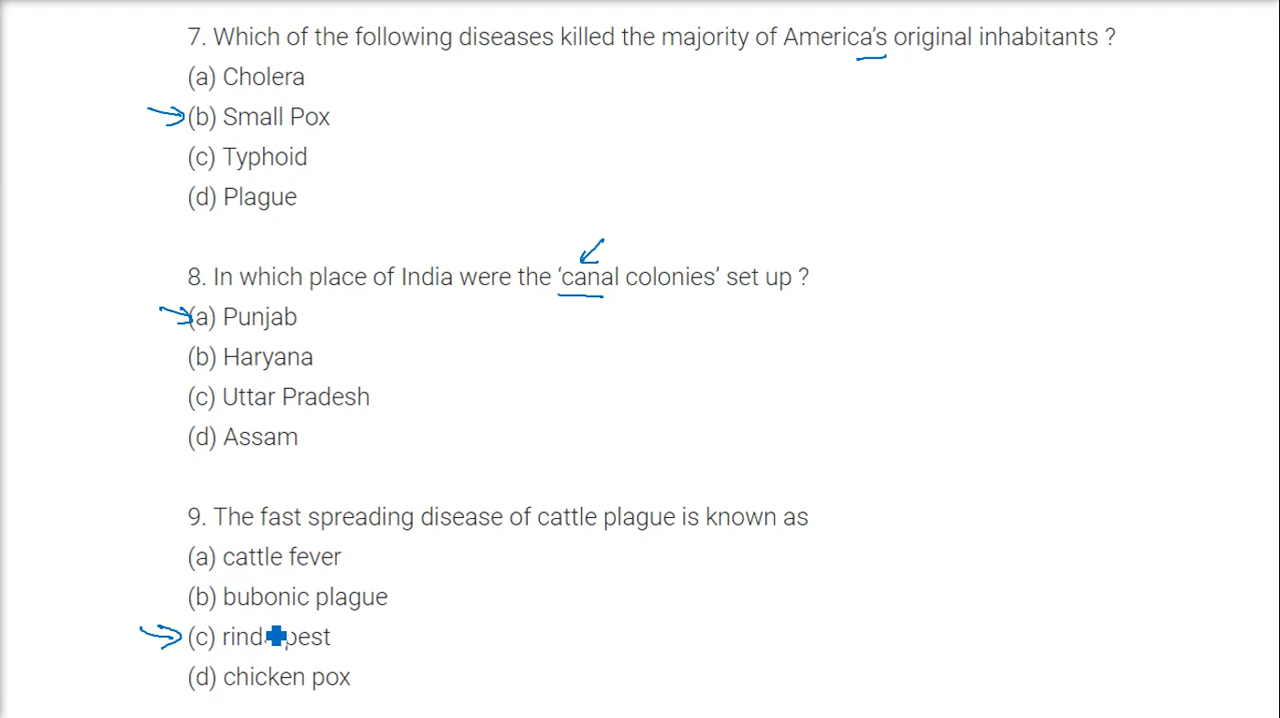 7. Which of the following diseases killed the majority of America's original inhabitants ?
(a) Cholera
(b) Small Pox
(c) Typhoid
(d) Plague
8. In which place of India were the ‘canal colonies’ set up ?
(a) Punjab
(b) Haryana
(c) Uttar Pradesh
(d) Assam
9. The fast spreading disease of cattle plague is known as
(a) cattle fever
(b) bubonic plague
(c)
(d) chicken pox